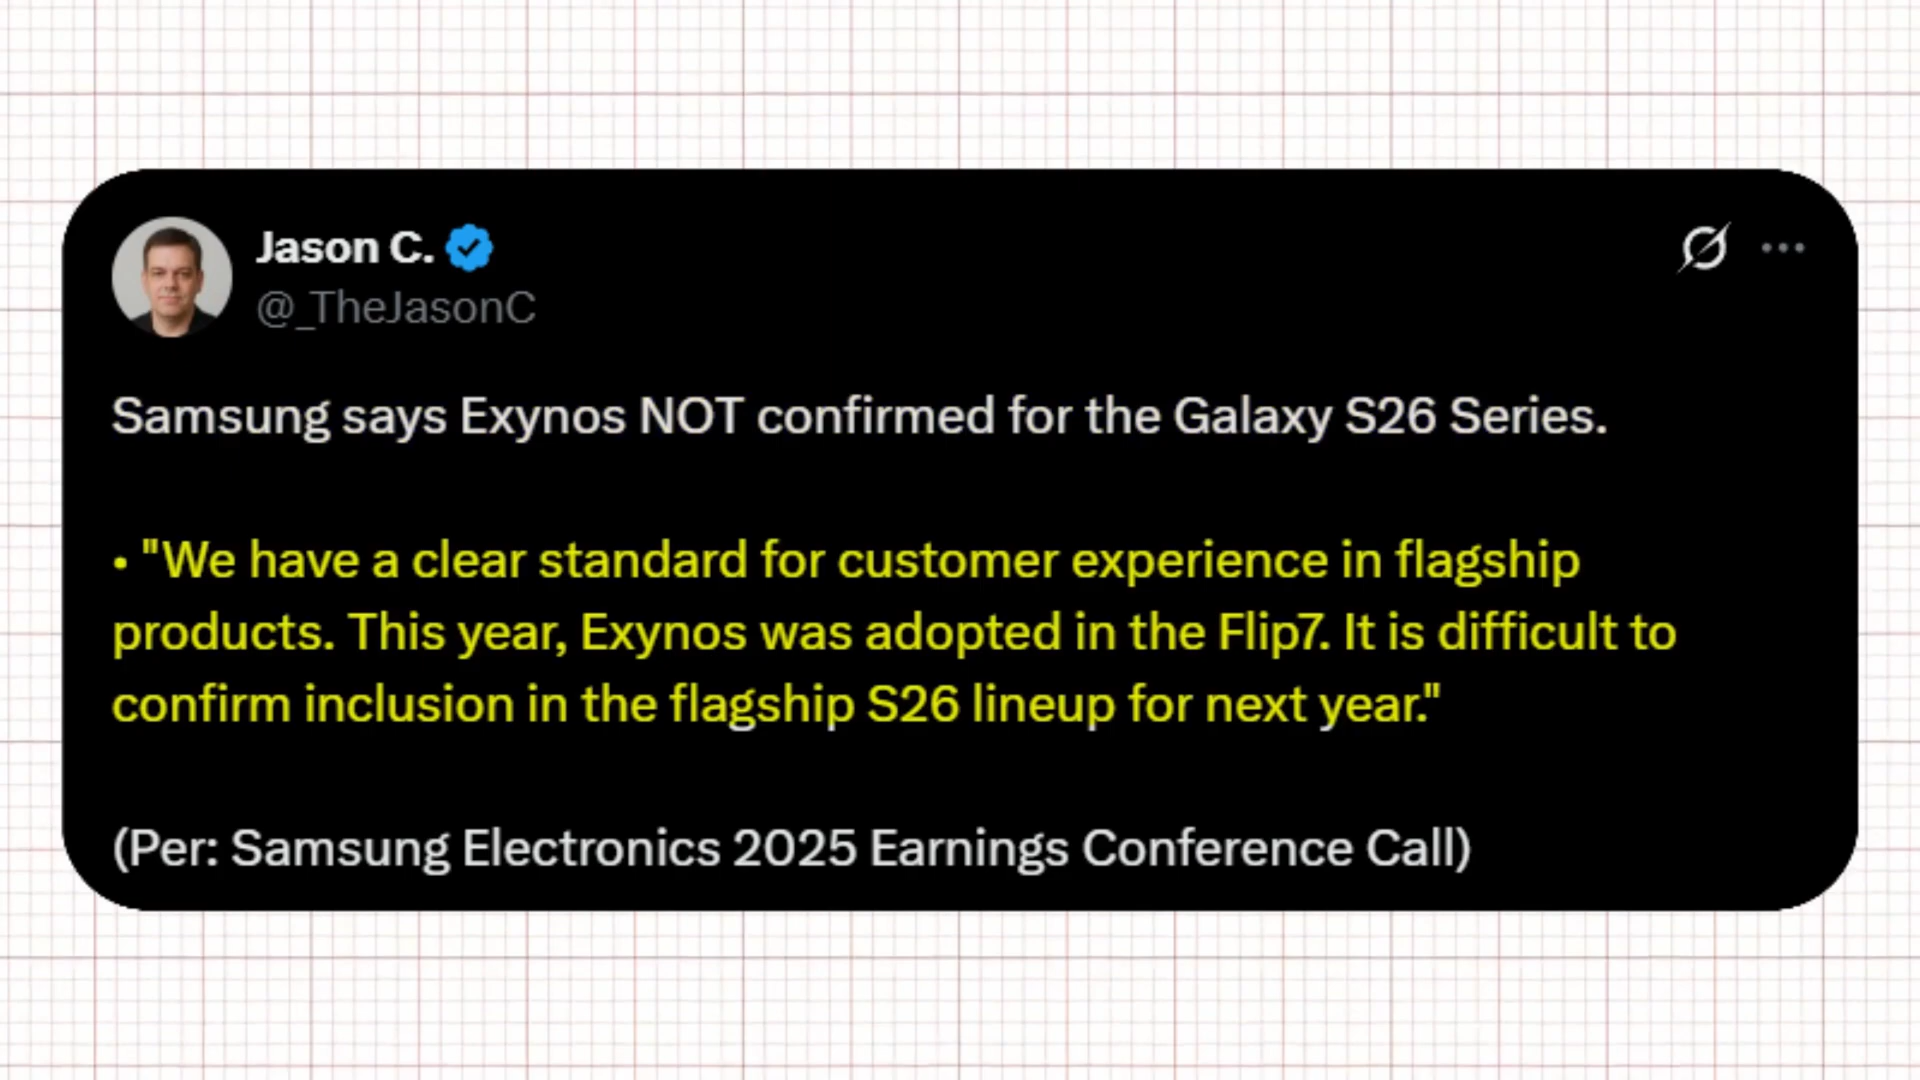 Jason C.
@_TheJasonC
Samsung says Exynos NOT confirmed for the Galaxy S26 Series.
• "We have a clear standard for customer experience in flagship
products. This year, Exynos was adopted in the Flip7. It is difficult to
confirm inclusion in the flagship S26 lineup for next year."
(Per: Samsung Electronics 2025 Earnings Conference Call)